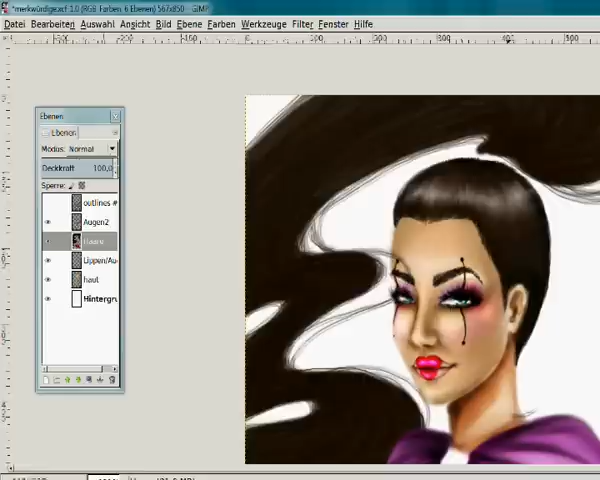 *merkwürdige.xcf-1.0 (RGB Farben, 6 Ebenen) 567x850 - GIMP
Datei Bearbeiten Auswahl Ansicht Bild Ebene Farben Werkzeuge Filter Fenster Hilfe
Ebenen
Ebenen
Modus: Normal
Deckkraft 100,0
Sperre:
outlines #
Augen2
Haare
Lippen/Au
haut
Hintergru